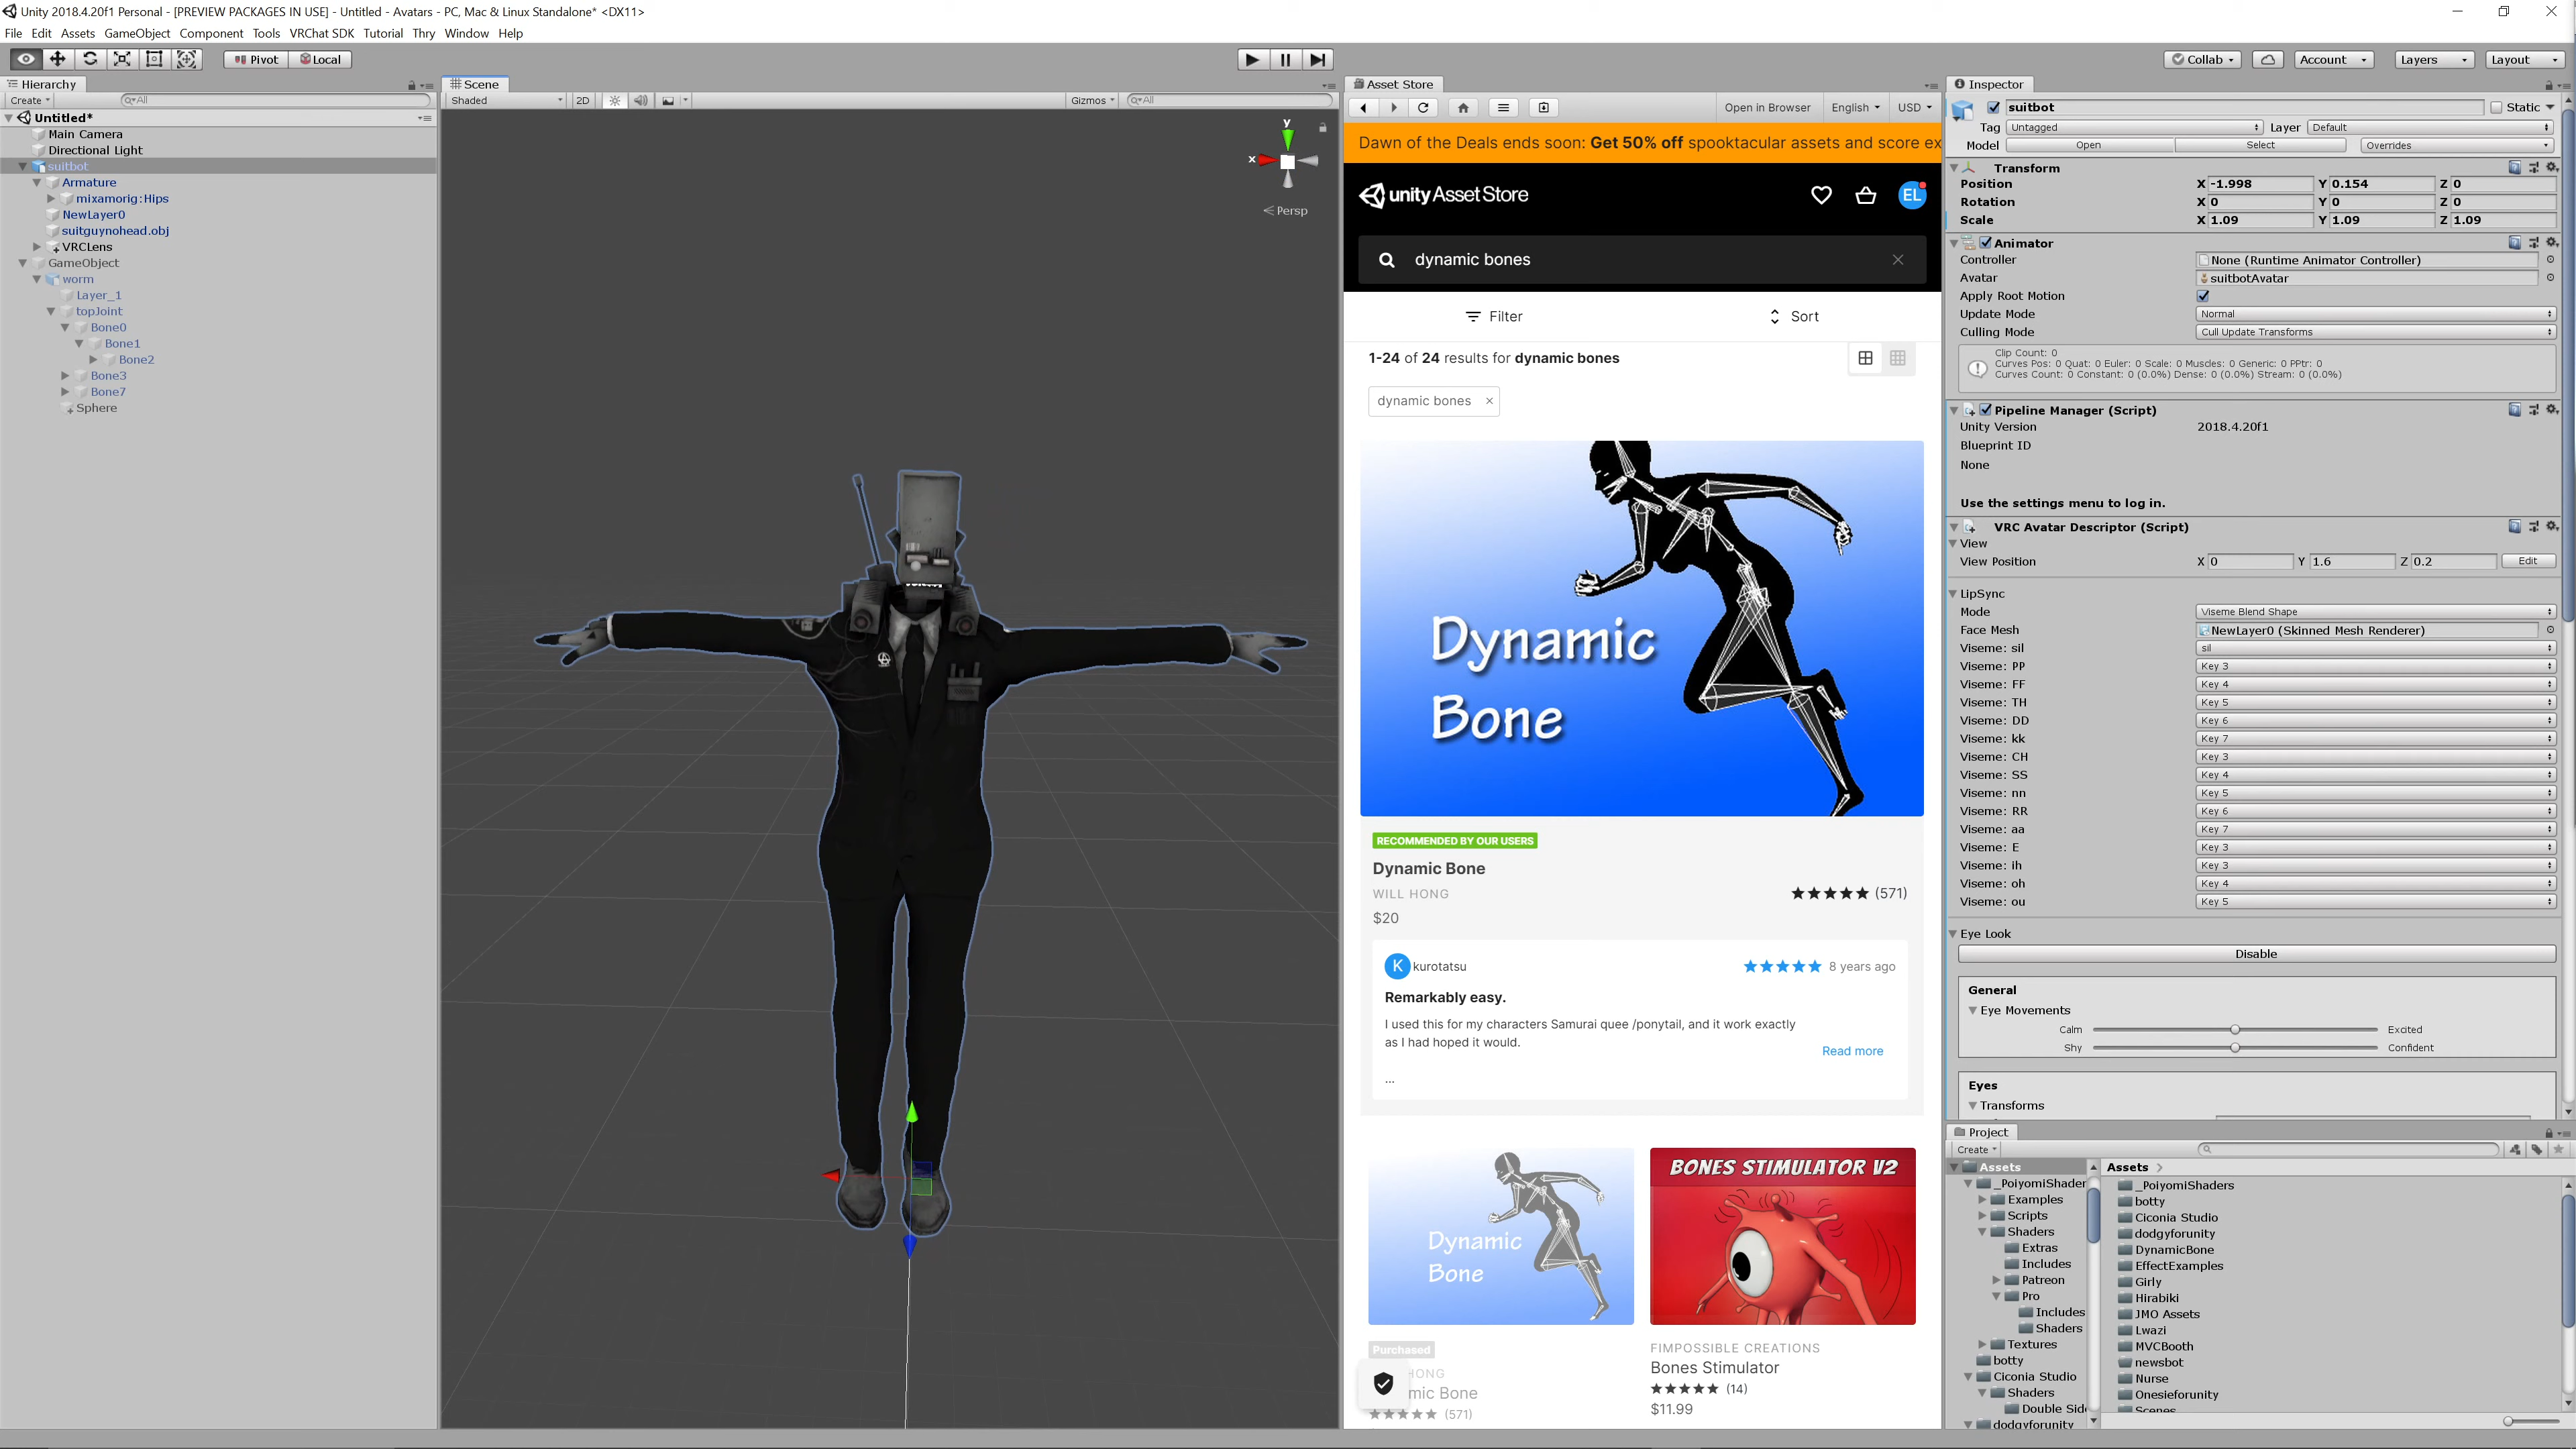 Unity 2018.4.20f1 Personal - [PREVIEW PACKAGES IN USE] - Untitled - Avatars - PC, Mac & Linux Standalone* <DX11>
File Edit Assets GameObject Component Tools VRChat SDK Tutorial Thry Window Help
Pivot Local
Collab Account Layers Layout
Hierarchy
Create All
Untitled*
Main Camera
Directional Light
suitbot
Armature
mixamorig:Hips
NewLayer0
suitguynohead.obj
VRCLens
GameObject
worm
Layer_1
topJoint
Bone0
Bone1
Bone2
Bone3
Bone7
Sphere
Scene
Shaded 2D Gizmos All
y
x
Persp
Asset Store
Open in Browser English USD
Dawn of the Deals ends soon: Get 50% off spooktacular assets and score ex
unity Asset Store
EL
dynamic bones
Filter Sort
1-24 of 24 results for dynamic bones
dynamic bones ×
Dynamic
Bone
RECOMMENDED BY OUR USERS
Dynamic Bone
WILL HONG
★★★★★ (571)
$20
K kurotatsu
★★★★★ 8 years ago
Remarkably easy.
I used this for my characters Samurai quee /ponytail, and it work exactly
as I had hoped it would.
Read more
...
Dynamic
Bone
Purchased
HONG
mic Bone
★★★★★ (571)
BONES STIMULATOR V2
FIMPOSSIBLE CREATIONS
Bones Stimulator
★★★★★ (14)
$11.99
Inspector
suitbot Static
Tag Untagged Layer Default
Model Open Select Overrides
Transform
Position X -1.998 Y 0.154 Z 0
Rotation X 0 Y 0 Z 0
Scale X 1.09 Y 1.09 Z 1.09
Animator
Controller None (Runtime Animator Controller)
Avatar suitbotAvatar
Apply Root Motion
Update Mode Normal
Culling Mode Cull Update Transforms
Clip Count: 0
Curves Pos: 0 Quat: 0 Euler: 0 Scale: 0 Muscles: 0 Generic: 0 PPtr: 0
Curves Count: 0 Constant: 0 (0.0%) Dense: 0 (0.0%) Stream: 0 (0.0%)
Pipeline Manager (Script)
Unity Version 2018.4.20f1
Blueprint ID
None
Use the settings menu to log in.
VRC Avatar Descriptor (Script)
View
View Position X 0 Y 1.6 Z 0.2 Edit
LipSync
Mode Viseme Blend Shape
Face Mesh NewLayer0 (Skinned Mesh Renderer)
Viseme: sil sil
Viseme: PP Key 3
Viseme: FF Key 4
Viseme: TH Key 5
Viseme: DD Key 6
Viseme: kk Key 7
Viseme: CH Key 3
Viseme: SS Key 4
Viseme: nn Key 5
Viseme: RR Key 6
Viseme: aa Key 7
Viseme: E Key 3
Viseme: ih Key 3
Viseme: oh Key 4
Viseme: ou Key 5
Eye Look
Disable
General
Eye Movements
Calm Excited
Shy Confident
Eyes
Transforms
Project
Create
Assets
_PoiyomiShader
Examples
Scripts
Shaders
Extras
Includes
Patreon
Pro
Includes
Shaders
Textures
botty
Ciconia Studio
Shaders
Double Side
dodgyforunity
Assets
_PoiyomiShaders
botty
Ciconia Studio
dodgyforunity
DynamicBone
EffectExamples
Girly
Hirabiki
JMO Assets
Lwazi
MVCBooth
newsbot
Nurse
Onesieforunity
Scenes